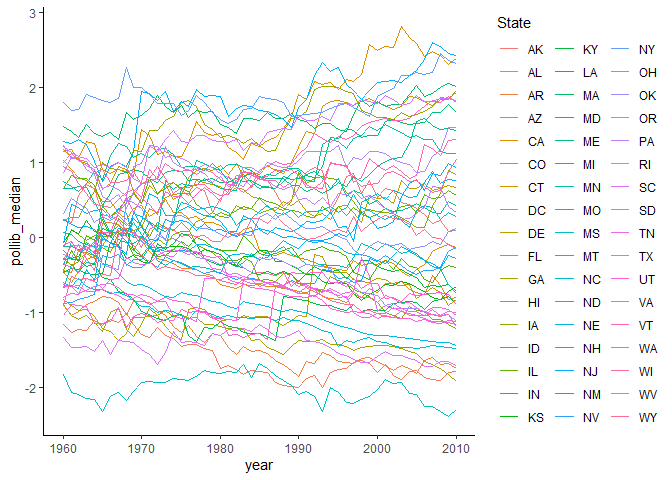 3
2
1
0
-1
-2
pollib_median
1960
1970
1980
1990
2000
2010
year
State
AK KY NY
AL LA OH
AR MA OK
AZ MD OR
CA ME PA
CO MI RI
CT MN SC
DC MO SD
DE MS TN
FL MT TX
GA NC UT
HI ND VA
IA NE VT
ID NH WA
IL NJ WI
IN NM WV
KS NV WY